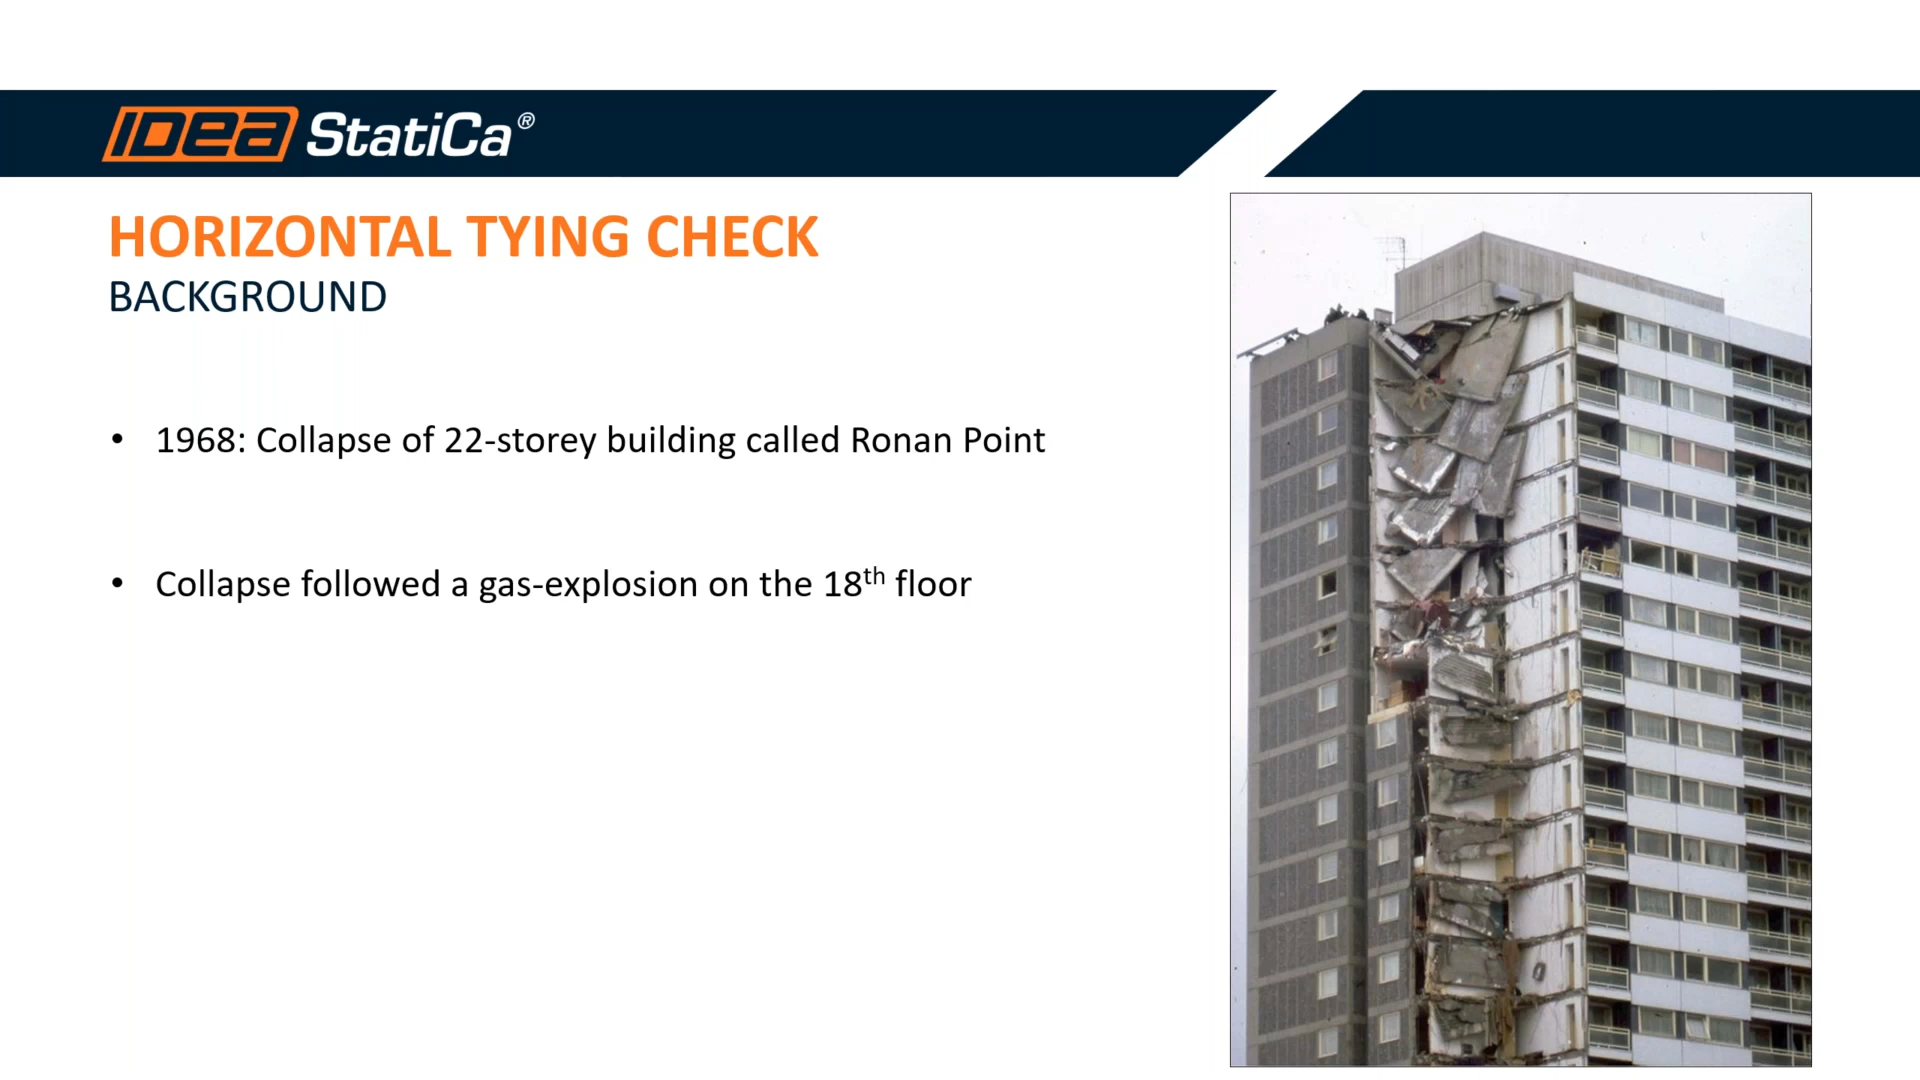 IDEA StatiCa®
HORIZONTAL TYING CHECK
BACKGROUND
• 1968: Collapse of 22-storey building called Ronan Point
• Collapse followed a gas-explosion on the 18th floor